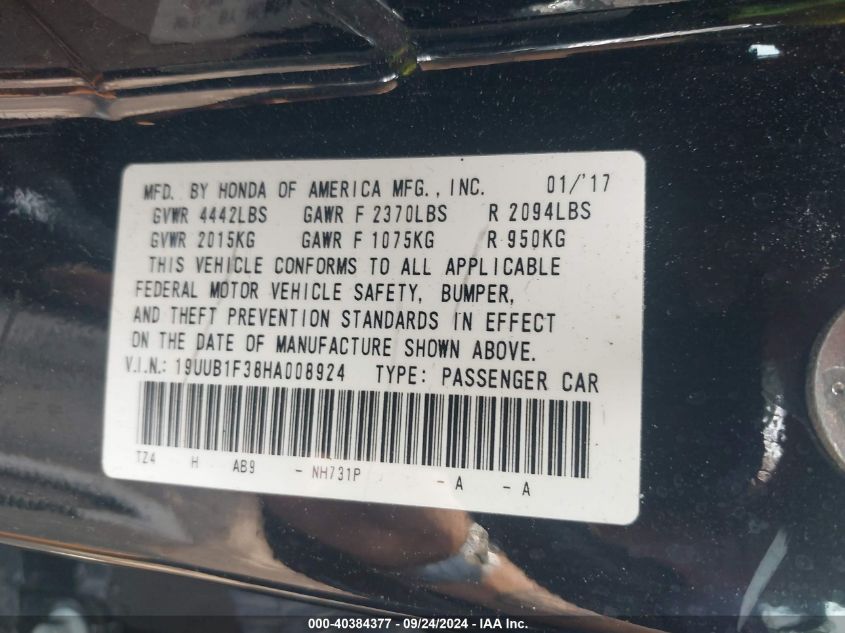 MFD. BY HONDA OF AMERICA MFG., INC. 01/'17
GVWR 4442LBS GAWR F 2370LBS R 2094LBS
GVWR 2015KG GAWR F 1075KG R 950KG
THIS VEHICLE CONFORMS TO ALL APPLICABLE
FEDERAL MOTOR VEHICLE SAFETY, BUMPER,
AND THEFT PREVENTION STANDARDS IN EFFECT
ON THE DATE OF MANUFACTURE SHOWN ABOVE.
V.I.N.: 19UUB1F38HA008924 TYPE: PASSENGER CAR
TZ4 H AB9 - NH731P - A - A
000-40384377 - 09/24/2024 - IAAI Inc.